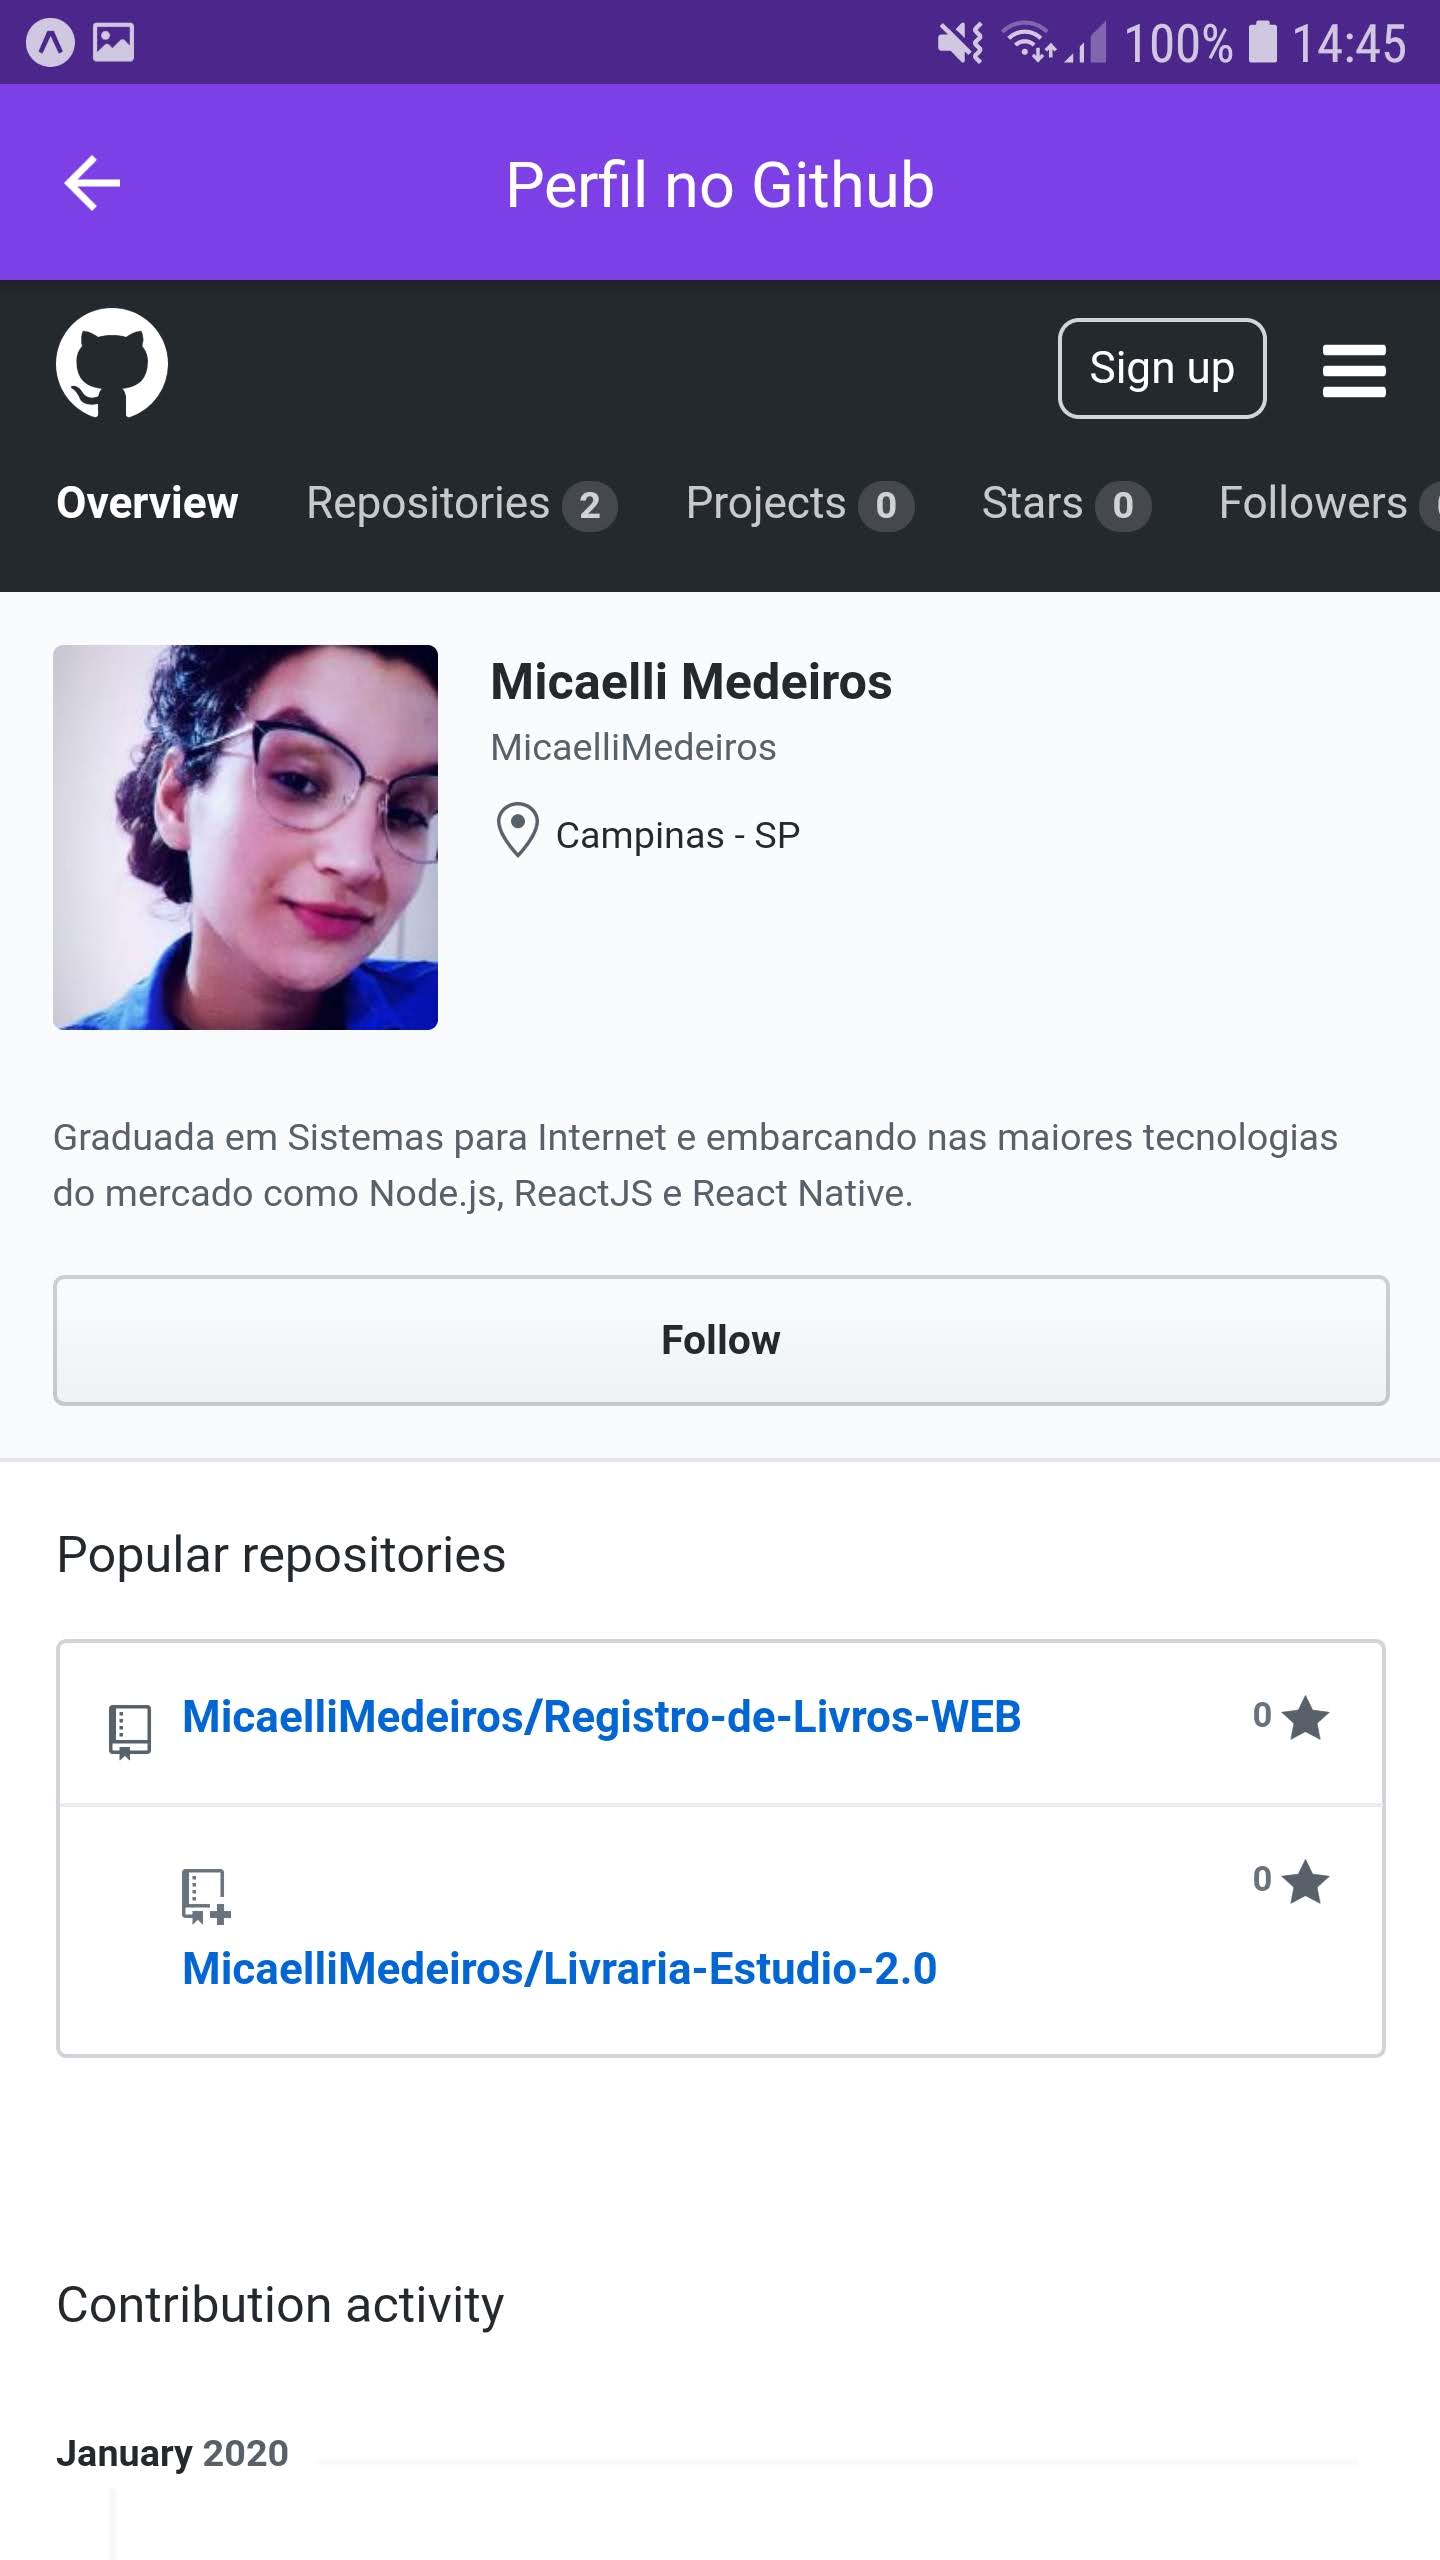 100% 14:45
Perfil no Github
Sign up
Overview Repositories 2 Projects 0 Stars 0 Followers
Micaelli Medeiros
MicaelliMedeiros
Campinas - SP
Graduada em Sistemas para Internet e embarcando nas maiores tecnologias
do mercado como Node.js, ReactJS e React Native.
Follow
Popular repositories
MicaelliMedeiros/Registro-de-Livros-WEB 0
0
MicaelliMedeiros/Livraria-Estudio-2.0
Contribution activity
January 2020